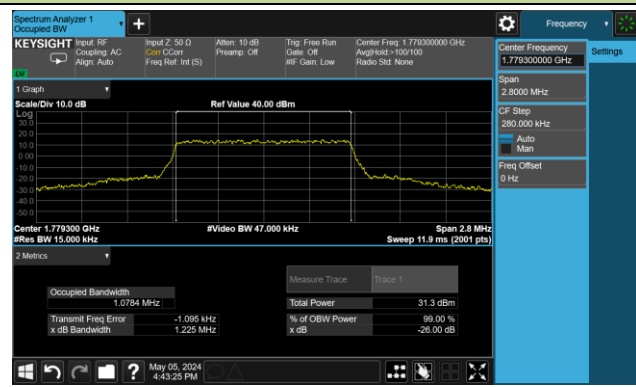 Spectrum Analyzer 1
Occupied BW
Frequency
KEYSIGHT
Input: RF
Coupling: AC
Align: Auto
Input Z: 50 Ω
Corr CCorr
Freq Ref: Int (S)
Atten: 10 dB
Preamp: Off
Trig: Free Run
Gate: Off
#IF Gain: Low
Center Freq: 1.779300000 GHz
Avg|Hold:>100/100
Radio Std: None
LXI
Center Frequency
1.779300000 GHz
Settings
Span
2.8000 MHz
CF Step
280.000 kHz
Auto
Man
Freq Offset
0 Hz
1 Graph
Scale/Div 10.0 dB
Ref Value 40.00 dBm
Log
30.0
20.0
10.0
0.00
-10.0
-20.0
-30.0
-40.0
-50.0
Center 1.779300 GHz
#Video BW 47.000 kHz
Span 2.8 MHz
#Res BW 15.000 kHz
Sweep 11.9 ms (2001 pts)
2 Metrics
Measure Trace
Trace 1
Occupied Bandwidth
1.0784 MHz
Total Power
31.3 dBm
Transmit Freq Error
-1.095 kHz
% of OBW Power
99.00 %
x dB Bandwidth
1.225 MHz
x dB
-26.00 dB
?
May 05, 2024
4:43:25 PM